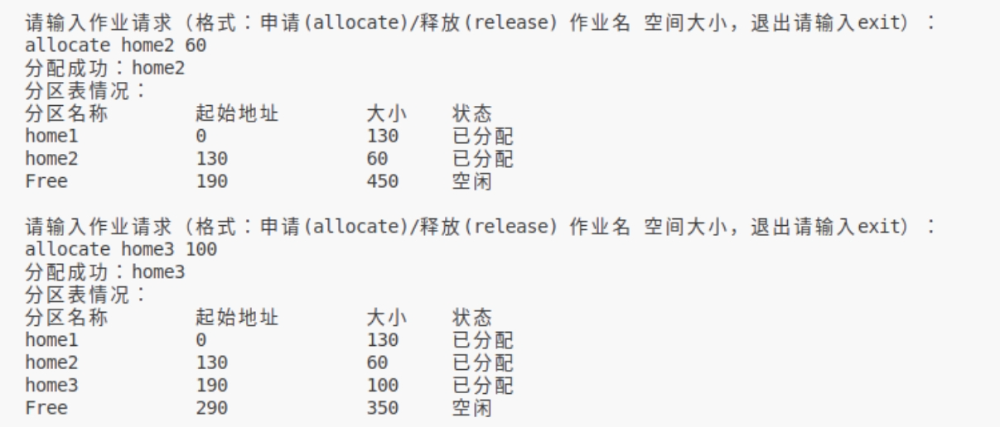 请输入作业请求（格式：申请(allocate)/释放(release) 作业名 空间大小，退出请输入exit）：
allocate home2 60
分配成功：home2
分区表情况：
分区名称 起始地址 大小 状态
home1 0 130 已分配
home2 130 60 已分配
Free 190 450 空闲
请输入作业请求（格式：申请(allocate)/释放(release) 作业名 空间大小，退出请输入exit）：
allocate home3 100
分配成功：home3
分区表情况：
分区名称 起始地址 大小 状态
home1 0 130 已分配
home2 130 60 已分配
home3 190 100 已分配
Free 290 350 空闲